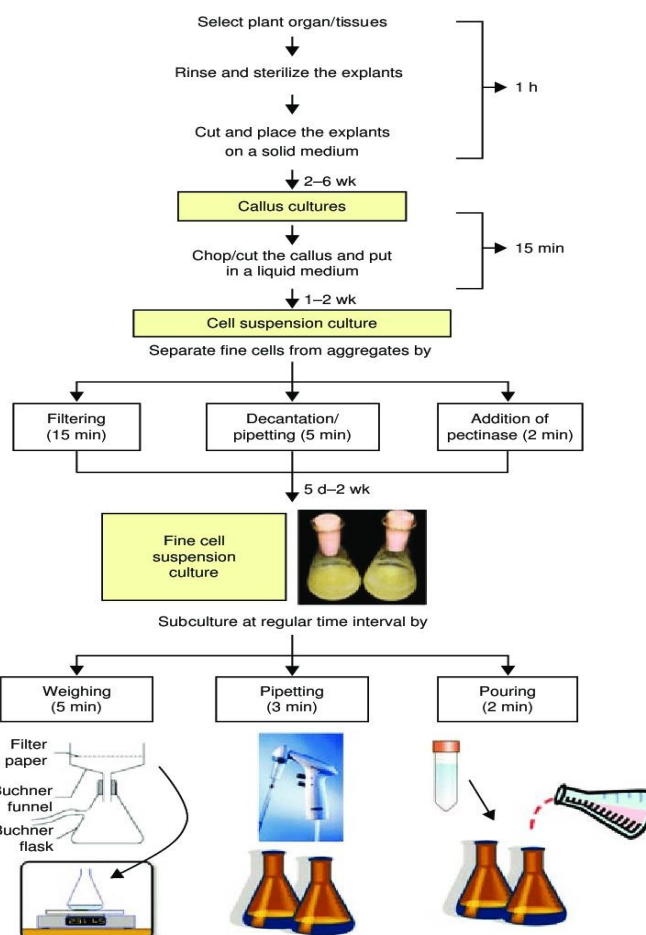 Select plant organ/tissues
Rinse and sterilize the explants
1 h
Cut and place the explants
on a solid medium
2–6 wk
Callus cultures
Chop/cut the callus and put
in a liquid medium
15 min
1–2 wk
Cell suspension culture
Separate fine cells from aggregates by
Filtering
(15 min)
Decantation/
pipetting (5 min)
Addition of
pectinase (2 min)
5 d–2 wk
Fine cell
suspension
culture
Subculture at regular time interval by
Weighing
(5 min)
Pipetting
(3 min)
Pouring
(2 min)
Filter
paper
uchner
funnel
Buchner
flask